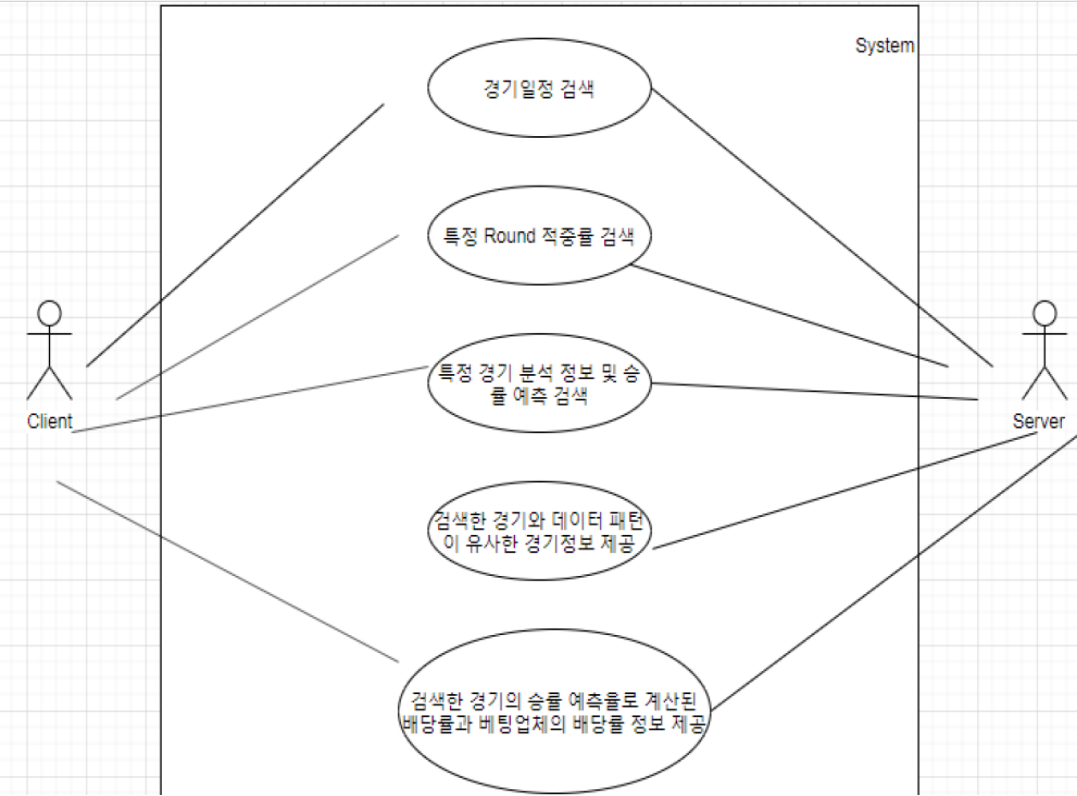 System
경기일정 검색
특정 Round 적중률 검색
특정 경기 분석 정보 및 승
률 예측 검색
Client
Server
검색한 경기와 데이터 패턴
이 유사한 경기정보 제공
검색한 경기의 승률 예측율로 계산된
배당률과 베팅업체의 배당률 정보 제공